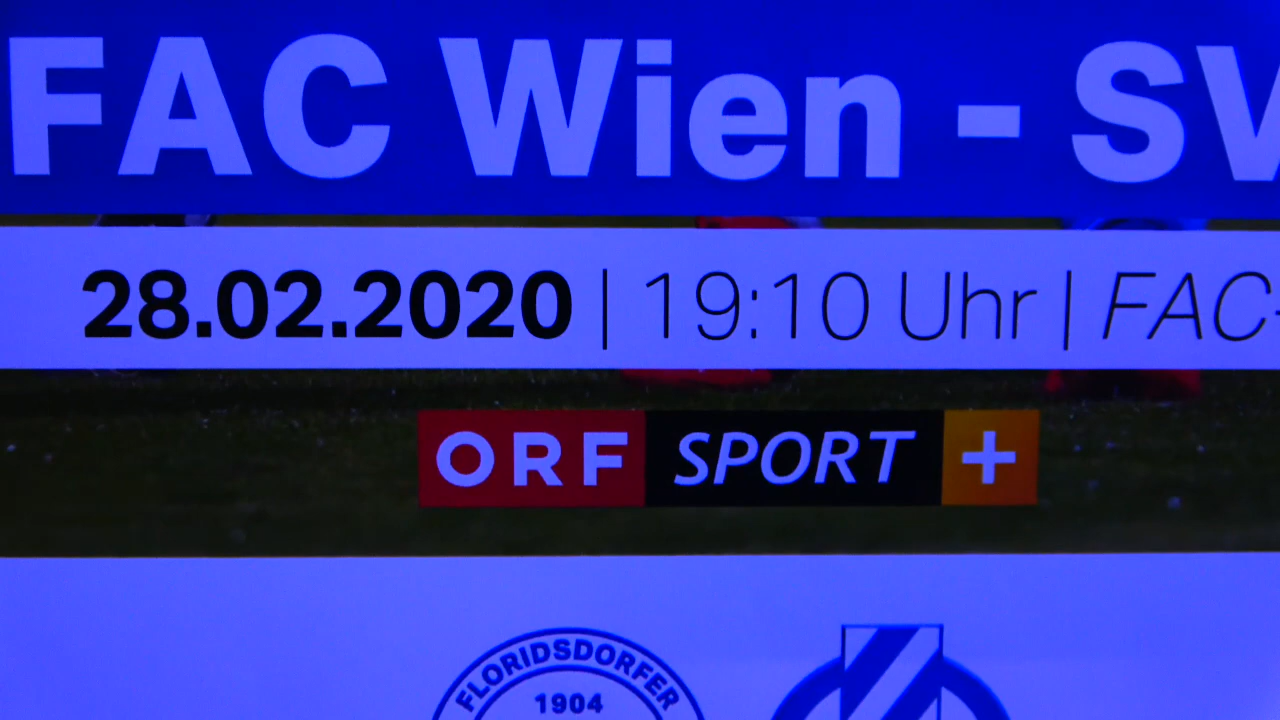 FAC Wien - SV
28.02.2020 | 19:10 Uhr | FAC-
ORF SPORT +
FLORIDSDORFER
1904